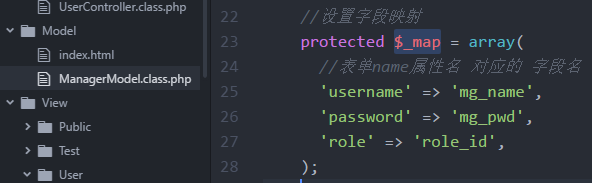 UserController.class.php
Model
index.html
ManagerModel.class.php
View
Public
Test
User
22 //设置字段映射
23 protected $_map = array(
24 //表单name属性名 对应的 字段名
25 'username' => 'mg_name',
26 'password' => 'mg_pwd',
27 'role' => 'role_id',
28 );